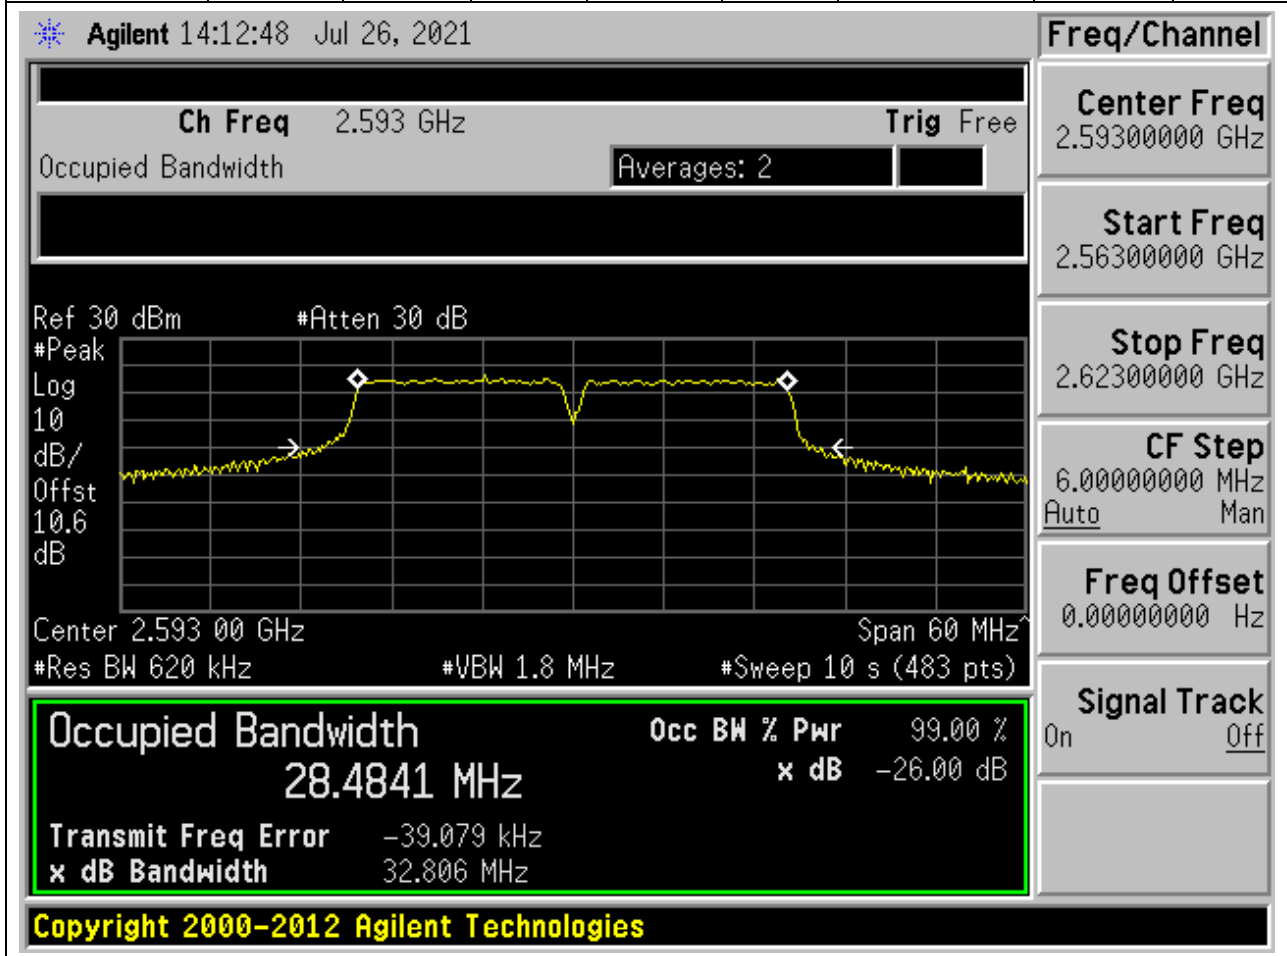 Agilent 14:12:48 Jul 26, 2021
Freq/Channel
Ch Freq 2.593 GHz
Trig Free
Occupied Bandwidth
Averages: 2
Center Freq
2.59300000 GHz
Start Freq
2.56300000 GHz
Stop Freq
2.62300000 GHz
CF Step
6.00000000 MHz
Auto Man
Freq Offset
0.00000000 Hz
Signal Track
On Off
Ref 30 dBm #Atten 30 dB
#Peak
Log
10
dB/
Offst
10.6
dB
Center 2.593 00 GHz Span 60 MHz^
#Res BW 620 kHz #VBW 1.8 MHz #Sweep 10 s (483 pts)
Occupied Bandwidth
28.4841 MHz
Occ BW % Pwr 99.00 %
x dB -26.00 dB
Transmit Freq Error -39.079 kHz
x dB Bandwidth 32.806 MHz
Copyright 2000-2012 Agilent Technologies